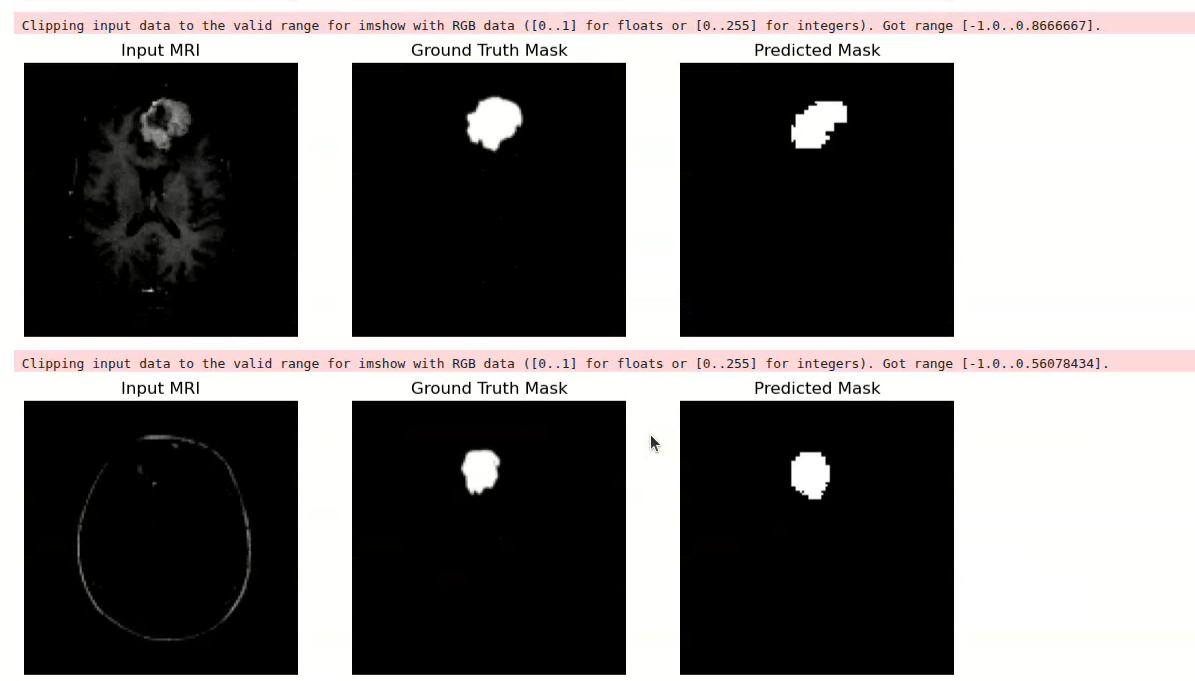 Clipping input data to the valid range for imshow with RGB data ([0..1] for floats or [0..255] for integers). Got range [-1.0..0.8666667].
Input MRI
Ground Truth Mask
Predicted Mask
Clipping input data to the valid range for imshow with RGB data ([0..1] for floats or [0..255] for integers). Got range [-1.0..0.56078434].
Input MRI
Ground Truth Mask
Predicted Mask